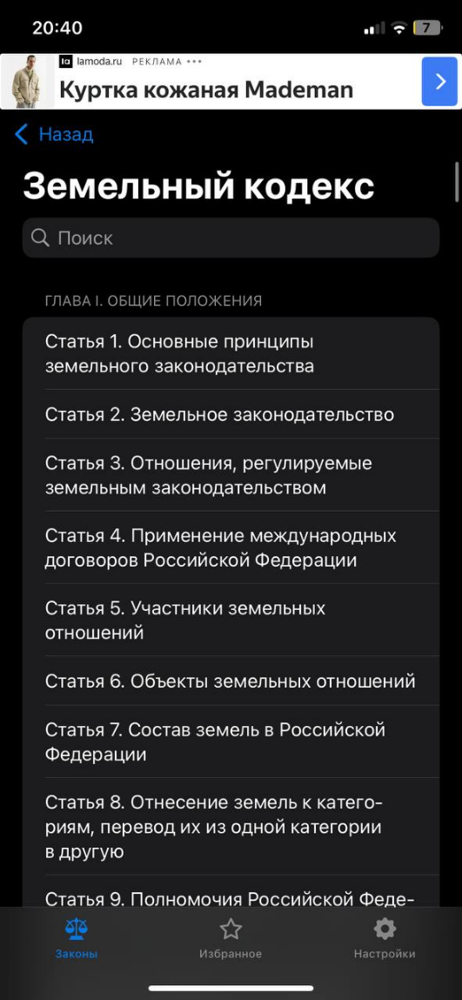 20:40
7
la lamoda.ru РЕКЛАМА •••
Куртка кожаная Mademan
Назад
Земельный кодекс
Поиск
ГЛАВА I. ОБЩИЕ ПОЛОЖЕНИЯ
Статья 1. Основные принципы
земельного законодательства
Статья 2. Земельное законодательство
Статья 3. Отношения, регулируемые
земельным законодательством
Статья 4. Применение международных
договоров Российской Федерации
Статья 5. Участники земельных
отношений
Статья 6. Объекты земельных отношений
Статья 7. Состав земель в Российской
Федерации
Статья 8. Отнесение земель к катего-
риям, перевод их из одной категории
в другую
Статья 9. Полномочия Российской Феде-
Законы
Избранное
Настройки